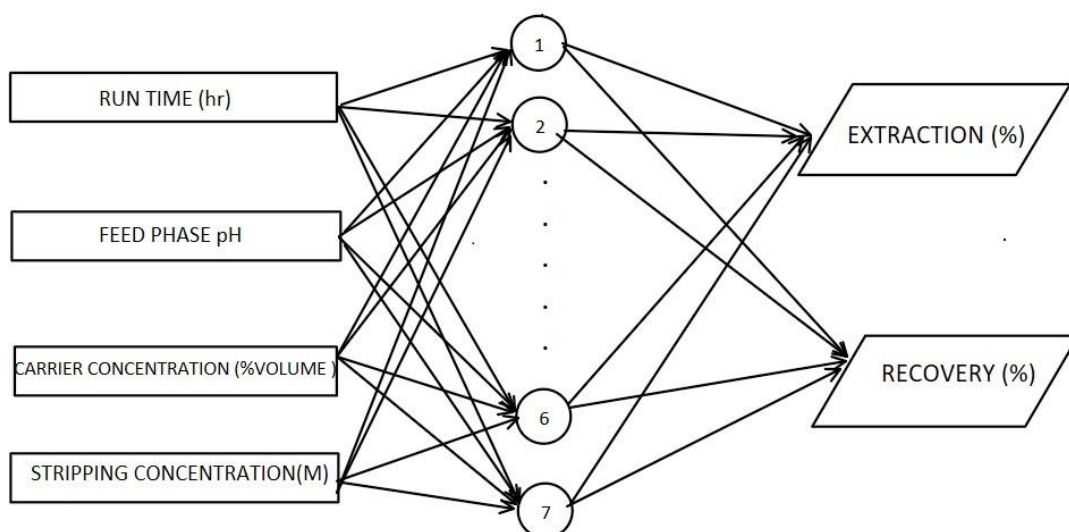 1
RUN TIME (hr)
2
EXTRACTION (%)
FEED PHASE pH
CARRIER CONCENTRATION (%VOLUME )
RECOVERY (%)
6
STRIPPING CONCENTRATION(M)
7